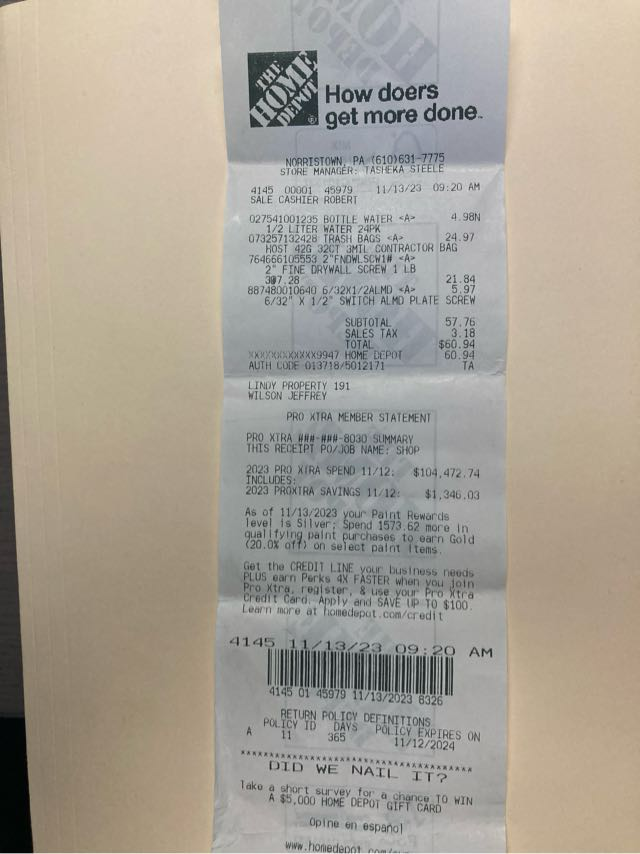 THE
HOME
DEPOT
How doers
get more done.
NORRISTOWN, PA (610)631-7775
STORE MANAGER: TASHEKA STEELE
4145 00001 45979 11/13/23 09:20 AM
SALE CASHIER ROBERT
027541001235 BOTTLE WATER <A> 4.98N
1/2 LITER WATER 24PK
073257132428 TRASH BAGS <A> 24.97
HOST 42G 32CT 3MIL CONTRACTOR BAG
764666105553 2"FNDWLSCW1# <A>
2" FINE DRYWALL SCREW 1 LB
3@7.28 21.84
887480010640 6/32X1/2ALMD <A> 5.97
6/32" X 1/2" SWITCH ALMD PLATE SCREW
SUBTOTAL 57.76
SALES TAX 3.18
TOTAL $60.94
XXXXXXXXXXXX9947 HOME DEPOT 60.94
AUTH CODE 013718/5012171 TA
LINDY PROPERTY 191
WILSON JEFFREY
PRO XTRA MEMBER STATEMENT
PRO XTRA ###-###-8030 SUMMARY
THIS RECEIPT PO/JOB NAME: SHOP
2023 PRO XTRA SPEND 11/12: $104,472.74
INCLUDES:
2023 PROXTRA SAVINGS 11/12: $1,346.03
As of 11/13/2023 your Paint Rewards
level is Silver; Spend 1573.62 more in
qualifying paint purchases to earn Gold
(20.0% off) on select paint items.
Get the CREDIT LINE your business needs
PLUS earn Perks 4X FASTER when you join
Pro Xtra, register, & use your Pro Xtra
Credit Card. Apply and SAVE UP TO $100.
Learn more at homedepot.com/credit
4145 11/13/23 09:20 AM
4145 01 45979 11/13/2023 8326
RETURN POLICY DEFINITIONS
POLICY ID DAYS POLICY EXPIRES ON
A 11 365 11/12/2024
DID WE NAIL IT?
Take a short survey for a chance TO WIN
A $5,000 HOME DEPOT GIFT CARD
Opine en español
www.homedepot.com